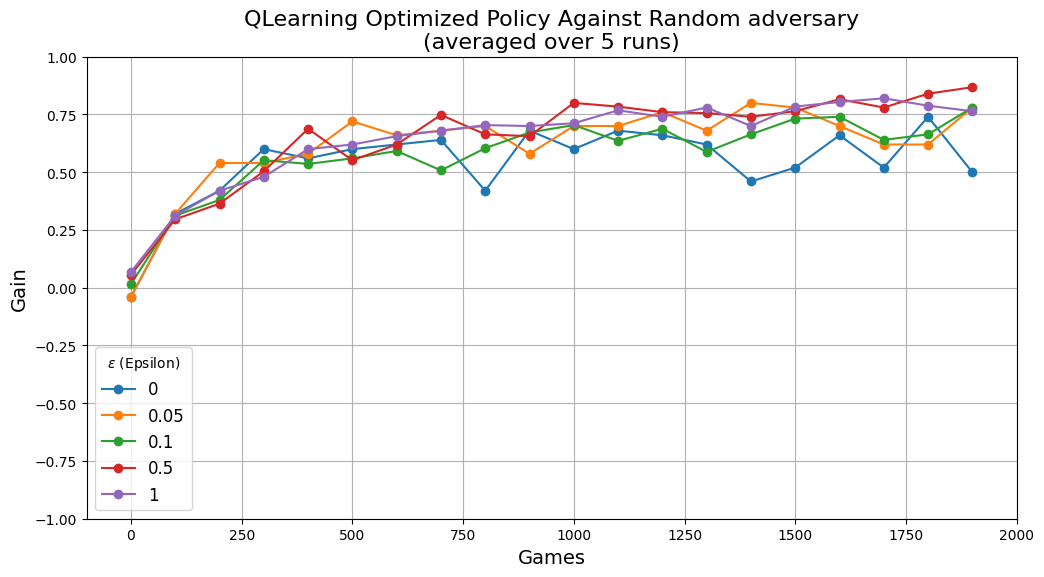 QLearning Optimized Policy Against Random adversary
(averaged over 5 runs)
Gain
1.00
0.75
0.50
0.25
0.00
−0.25
−0.50
−0.75
−1.00
ε (Epsilon)
0
0.05
0.1
0.5
1
0 250 500 750 1000 1250 1500 1750 2000
Games